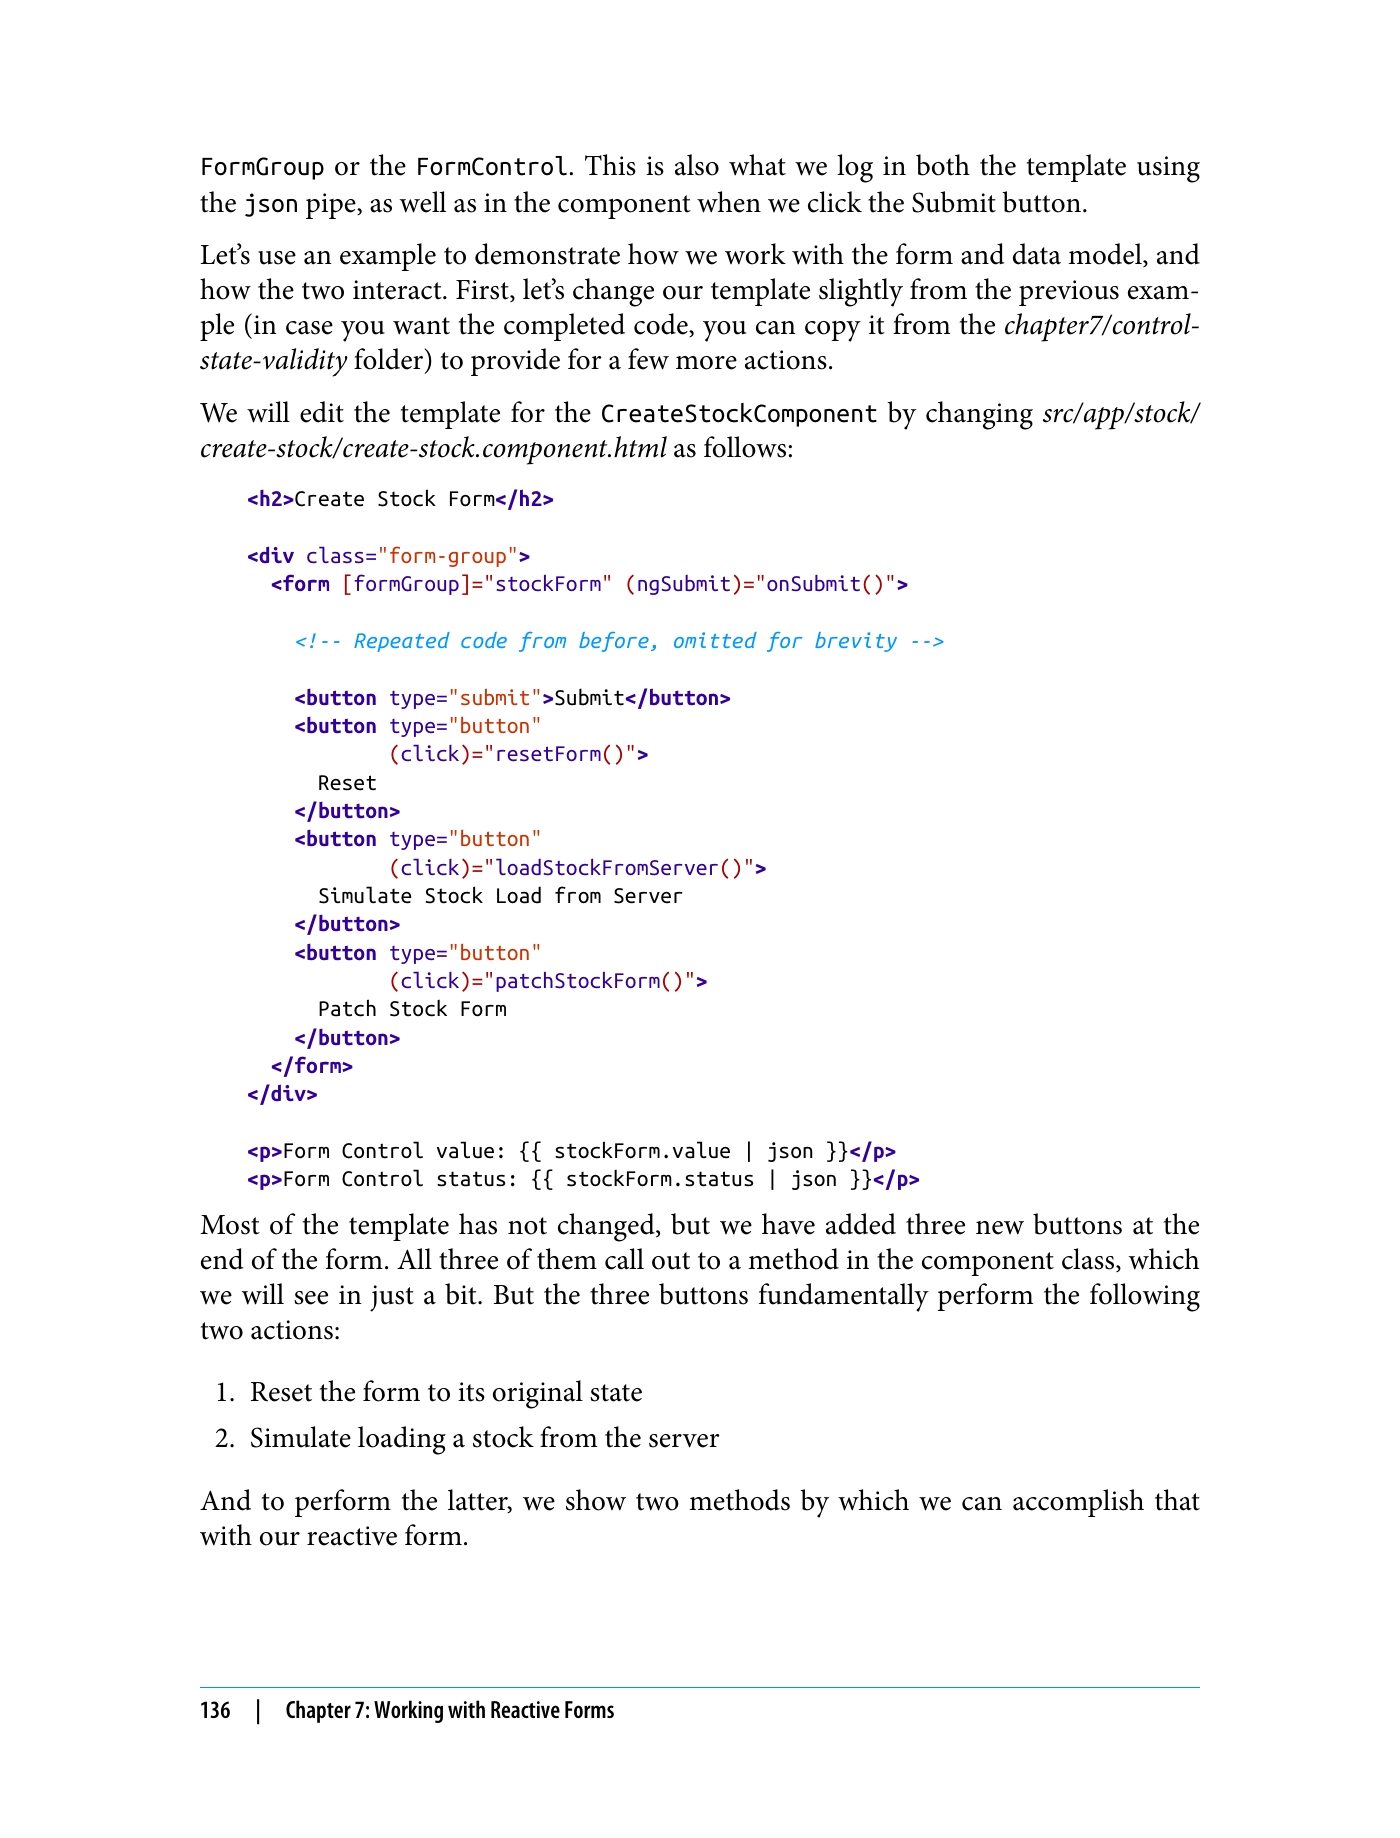 FormGroup or the FormControl. This is also what we log in both the template using
the json pipe, as well as in the component when we click the Submit button.
Let’s use an example to demonstrate how we work with the form and data model, and
how the two interact. First, let’s change our template slightly from the previous exam-
ple (in case you want the completed code, you can copy it from the chapter7/control-
state-validity folder) to provide for a few more actions.
We will edit the template for the CreateStockComponent by changing src/app/stock/
create-stock/create-stock.component.html as follows:
<h2>Create Stock Form</h2>
<div class="form-group">
  <form [formGroup]="stockForm" (ngSubmit)="onSubmit()">
    <!-- Repeated code from before, omitted for brevity -->
    <button type="submit">Submit</button>
    <button type="button"
            (click)="resetForm()">
      Reset
    </button>
    <button type="button"
            (click)="loadStockFromServer()">
      Simulate Stock Load from Server
    </button>
    <button type="button"
            (click)="patchStockForm()">
      Patch Stock Form
    </button>
  </form>
</div>
<p>Form Control value: {{ stockForm.value | json }}</p>
<p>Form Control status: {{ stockForm.status | json }}</p>
Most of the template has not changed, but we have added three new buttons at the
end of the form. All three of them call out to a method in the component class, which
we will see in just a bit. But the three buttons fundamentally perform the following
two actions:
1. Reset the form to its original state
2. Simulate loading a stock from the server
And to perform the latter, we show two methods by which we can accomplish that
with our reactive form.
136 | Chapter 7: Working with Reactive Forms